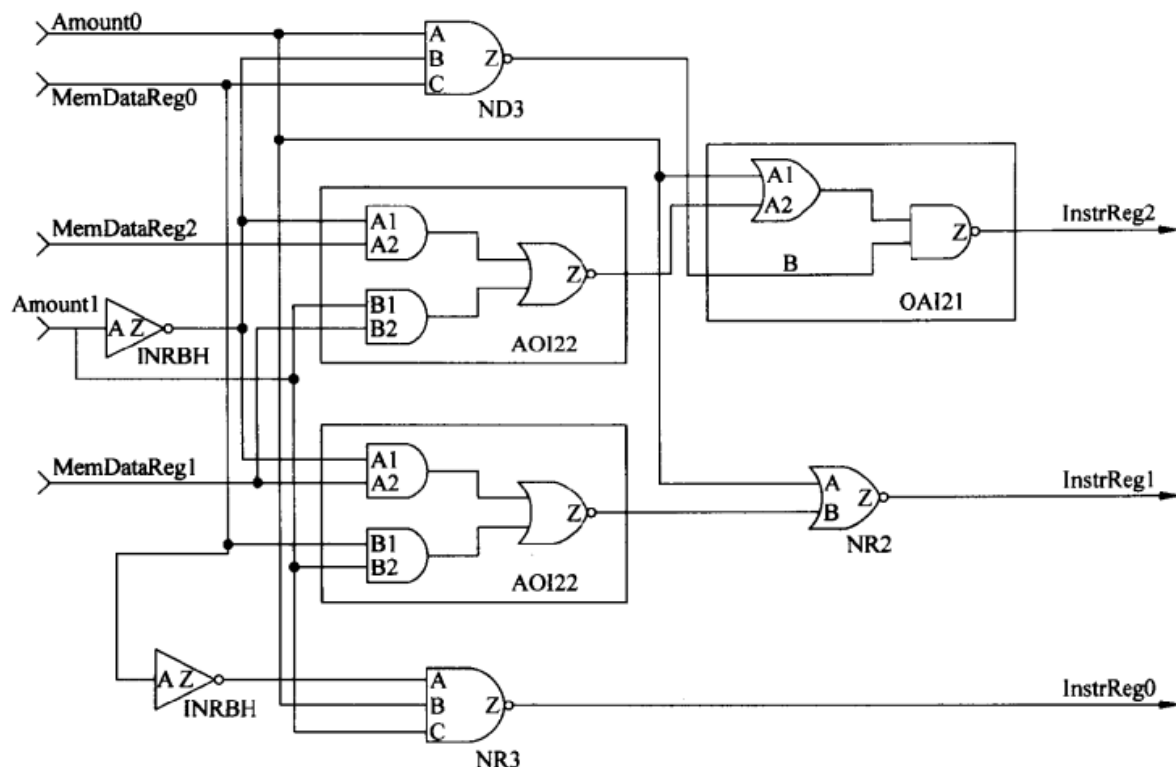 Amount0
MemDataReg0
A
B
C
Z
ND3
MemDataReg2
A1
A2
B1
B2
Z
AOI22
A1
A2
B
Z
OAI21
InstrReg2
Amount1
A Z
INRBH
MemDataReg1
A1
A2
B1
B2
Z
AOI22
A
B
Z
NR2
InstrReg1
A Z
INRBH
A
B
C
Z
NR3
InstrReg0